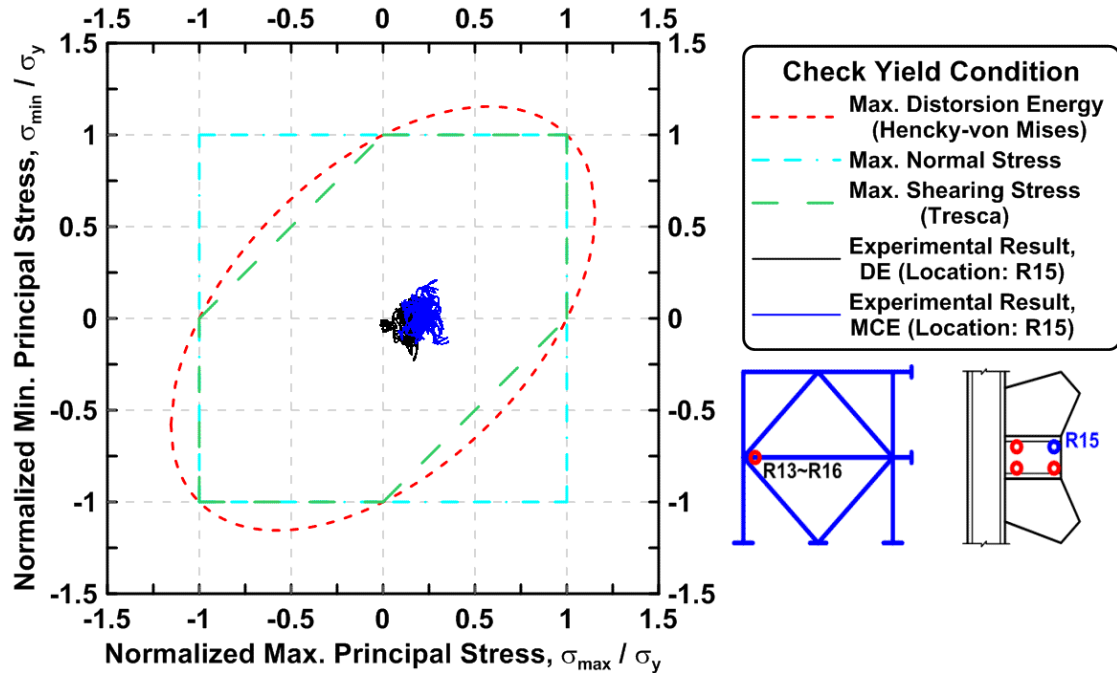 -1.5 -1 -0.5 0 0.5 1 1.5
1.5 1.5
1 1
0.5 0.5
0 0
-0.5 -0.5
-1 -1
-1.5 -1.5
-1.5 -1 -0.5 0 0.5 1 1.5
Normalized Min. Principal Stress, σmin / σy
Normalized Max. Principal Stress, σmax / σy
Check Yield Condition
Max. Distorsion Energy
(Hencky-von Mises)
Max. Normal Stress
Max. Shearing Stress
(Tresca)
Experimental Result,
DE (Location: R15)
Experimental Result,
MCE (Location: R15)
R13~R16
R15